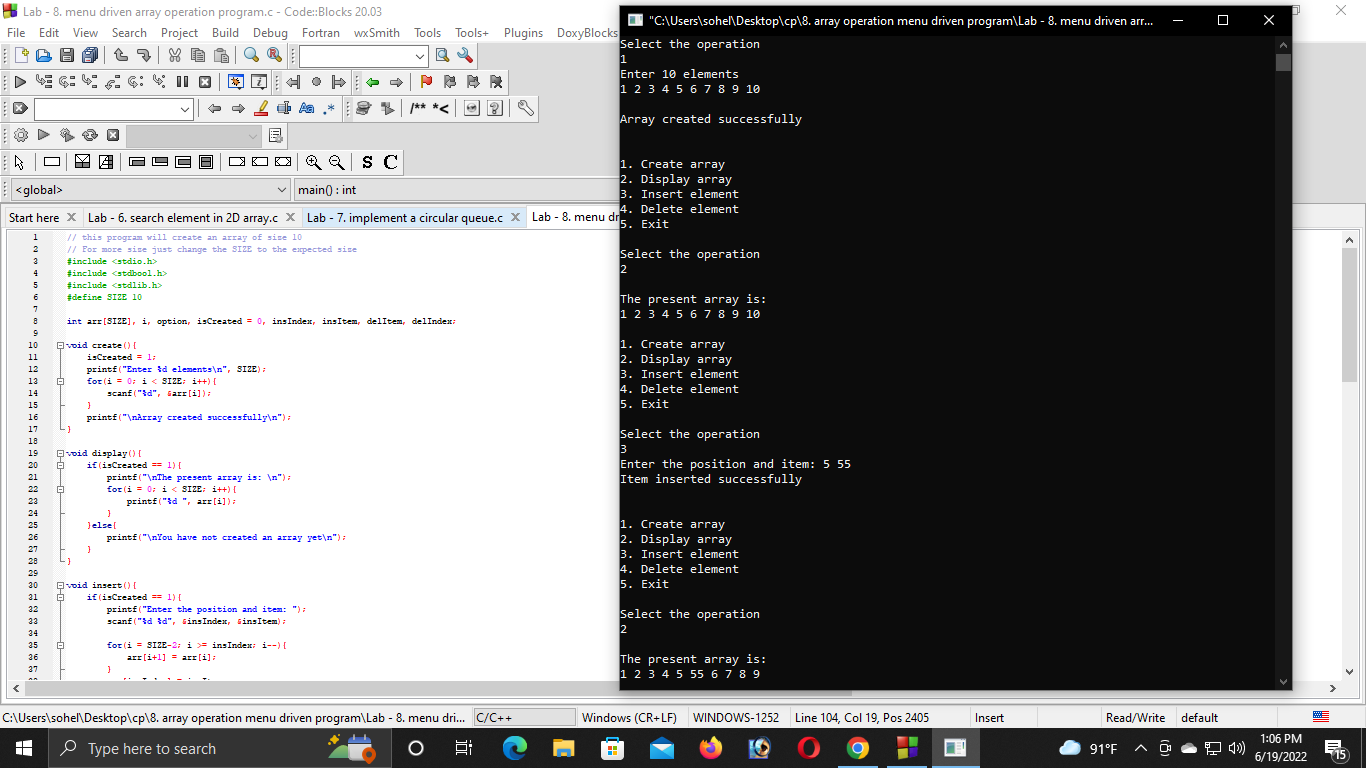 Lab - 8. menu driven array operation program.c - Code::Blocks 20.03
File Edit View Search Project Build Debug Fortran wxSmith Tools Tools+ Plugins DoxyBlocks
/** *<
.*
S C
<global>
main() : int
Start here
Lab - 6. search element in 2D array.c
Lab - 7. implement a circular queue.c
Lab - 8. menu dr
1 // this program will create an array of size 10
2 // For more size just change the SIZE to the expected size
3 #include <stdio.h>
4 #include <stdbool.h>
5 #include <stdlib.h>
6 #define SIZE 10
7
8 int arr[SIZE], i, option, isCreated = 0, insIndex, insItem, delItem, delIndex;
9
10 void create(){
11 isCreated = 1;
12 printf("Enter %d elements\n", SIZE);
13 for(i = 0; i < SIZE; i++){
14 scanf("%d", &arr[i]);
15 }
16 printf("\nArray created successfully\n");
17 }
18
19 void display(){
20 if(isCreated == 1){
21 printf("\nThe present array is: \n");
22 for(i = 0; i < SIZE; i++){
23 printf("%d ", arr[i]);
24 }
25 }else{
26 printf("\nYou have not created an array yet\n");
27 }
28 }
29
30 void insert(){
31 if(isCreated == 1){
32 printf("Enter the position and item: ");
33 scanf("%d %d", &insIndex, &insItem);
34
35 for(i = SIZE-2; i >= insIndex; i--){
36 arr[i+1] = arr[i];
37 }
"C:\Users\sohel\Desktop\cp\8. array operation menu driven program\Lab - 8. menu driven arr...
Select the operation
1
Enter 10 elements
1 2 3 4 5 6 7 8 9 10
Array created successfully
1. Create array
2. Display array
3. Insert element
4. Delete element
5. Exit
Select the operation
2
The present array is:
1 2 3 4 5 6 7 8 9 10
1. Create array
2. Display array
3. Insert element
4. Delete element
5. Exit
Select the operation
3
Enter the position and item: 5 55
Item inserted successfully
1. Create array
2. Display array
3. Insert element
4. Delete element
5. Exit
Select the operation
2
The present array is:
1 2 3 4 5 55 6 7 8 9
C:\Users\sohel\Desktop\cp\8. array operation menu driven program\Lab - 8. menu dri... C/C++ Windows (CR+LF) WINDOWS-1252 Line 104, Col 19, Pos 2405 Insert Read/Write default
Type here to search
91°F
1:06 PM
6/19/2022
15